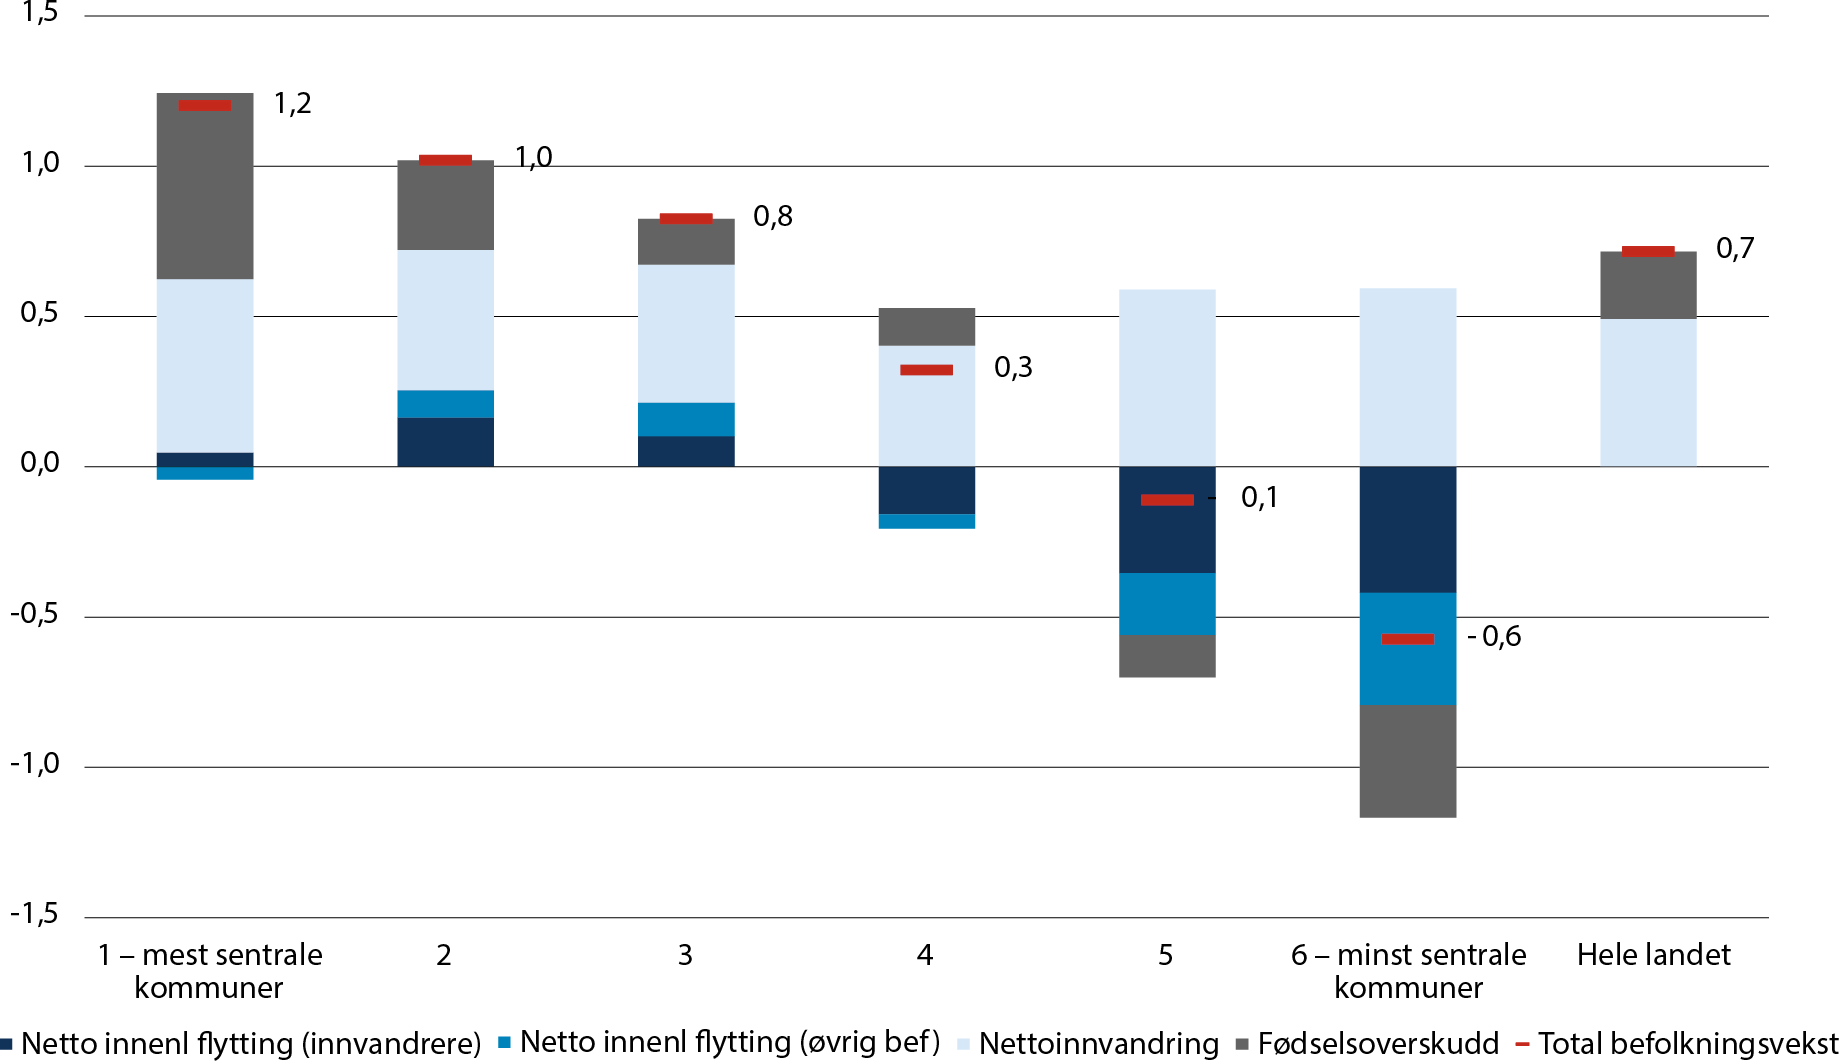 1,5
1,2
1,0
1,0
0,8
0,7
0,5
0,3
0,0
- 0,1
-0,5
- 0,6
-1,0
-1,5
1 – mest sentrale kommuner
2
3
4
5
6 – minst sentrale kommuner
Hele landet
Netto innenl flytting (innvandrere)
Netto innenl flytting (øvrig bef)
Nettoinnvandring
Fødselsoverskudd
Total befolkningsvekst